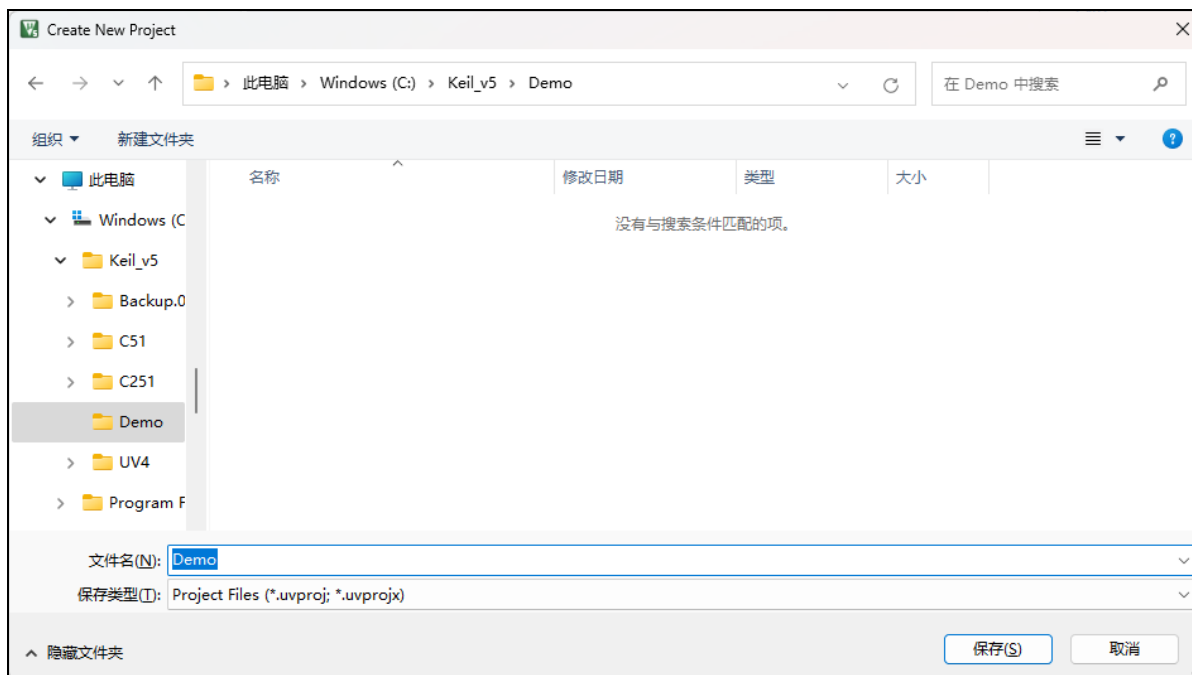 Create New Project
此电脑 › Windows (C:) › Keil_v5 › Demo
在 Demo 中搜索
组织 新建文件夹
名称 修改日期 类型 大小
没有与搜索条件匹配的项。
此电脑
Windows (C
Keil_v5
Backup.0
C51
C251
Demo
UV4
Program F
文件名(N): Demo
保存类型(T): Project Files (*.uvproj; *.uvprojx)
隐藏文件夹 保存(S) 取消